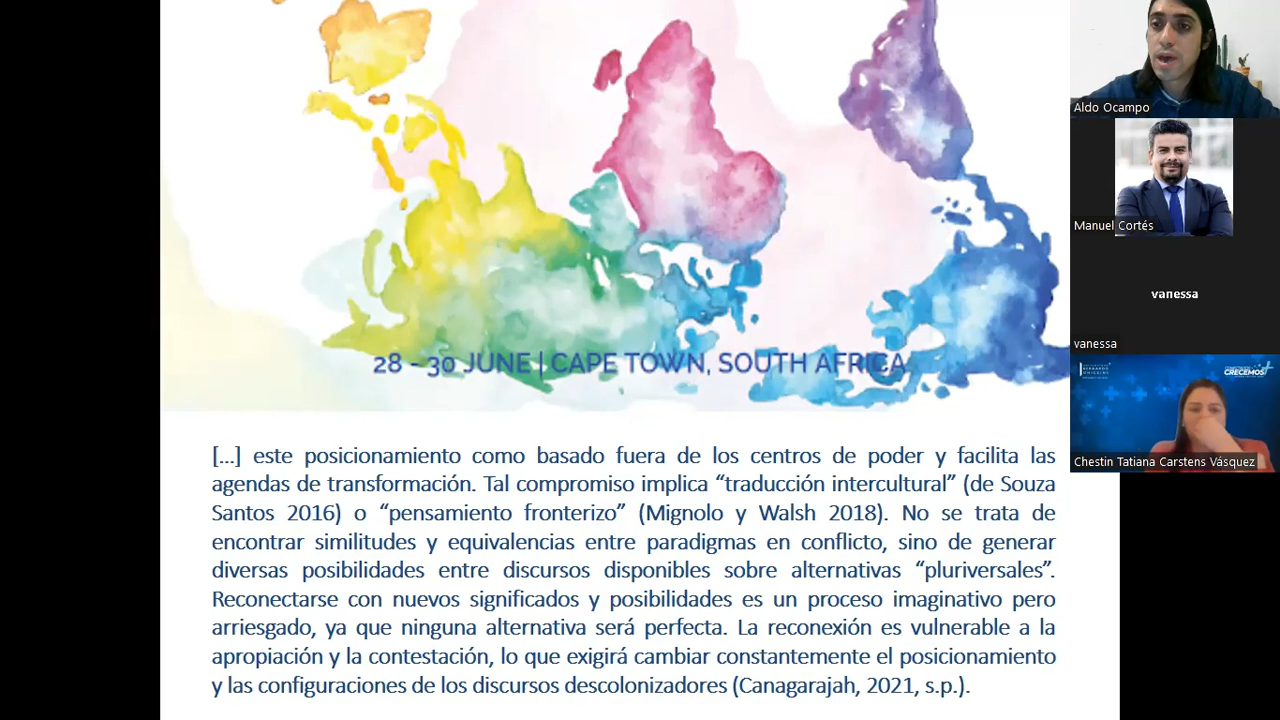 28 - 30 JUNE | CAPE TOWN, SOUTH AFRICA
[...] este posicionamiento como basado fuera de los centros de poder y facilita las
agendas de transformación. Tal compromiso implica “traducción intercultural” (de Souza
Santos 2016) o “pensamiento fronterizo” (Mignolo y Walsh 2018). No se trata de
encontrar similitudes y equivalencias entre paradigmas en conflicto, sino de generar
diversas posibilidades entre discursos disponibles sobre alternativas “pluriversales”.
Reconectarse con nuevos significados y posibilidades es un proceso imaginativo pero
arriesgado, ya que ninguna alternativa será perfecta. La reconexión es vulnerable a la
apropiación y la contestación, lo que exigirá cambiar constantemente el posicionamiento
y las configuraciones de los discursos descolonizadores (Canagarajah, 2021, s.p.).
Aldo Ocampo
Manuel Cortés
vanessa
vanessa
CRECEMOS
Chestin Tatiana Carstens Vásquez